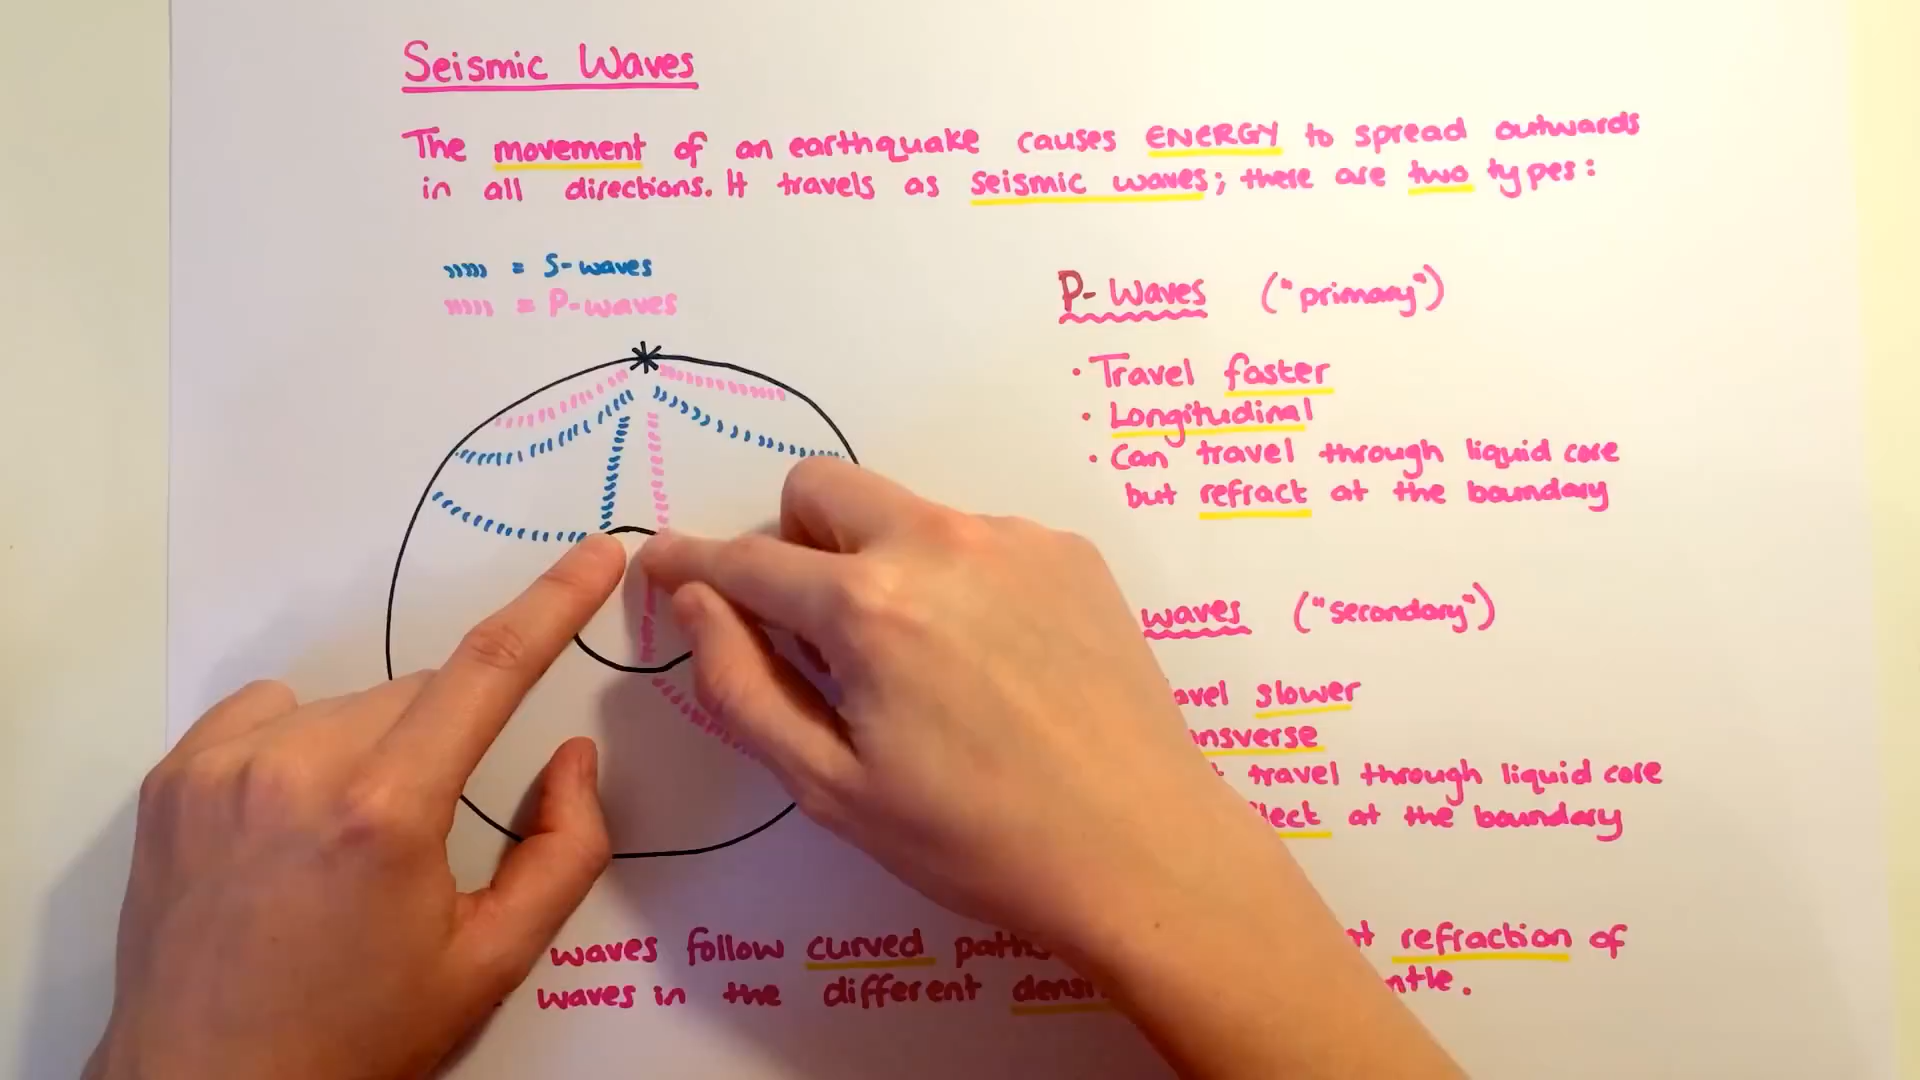 Seismic Waves
The movement of an earthquake causes ENERGY to spread outwards
in all directions. It travels as seismic waves; there are two types:
= S-waves
= P-waves
P-Waves ("primary")
• Travel faster
• Longitudinal
• Can travel through liquid core
but refract at the boundary
waves ("secondary")
slower
travel through liquid core
at the boundary
waves follow curved paths refraction of
waves in the different